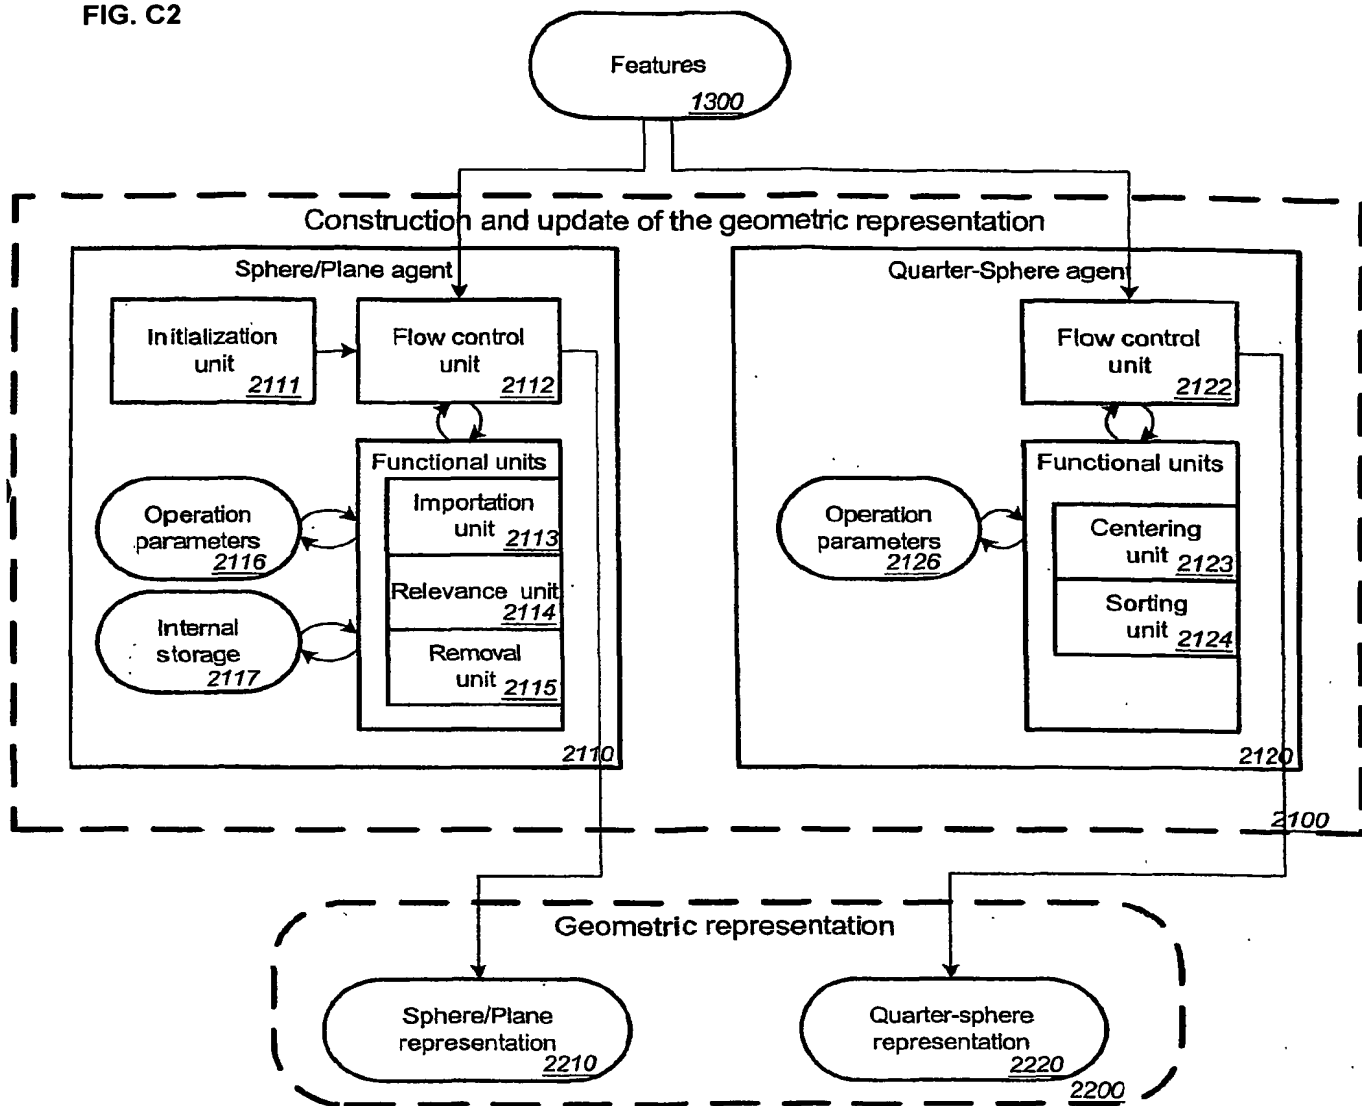 FIG. C2
Features
1300
Construction and update of the geometric representation
Sphere/Plane agent
Initialization
unit
2111
Flow control
unit
2112
Functional units
Importation
unit
2113
Relevance unit
2114
Removal
unit
2115
Operation
parameters
2116
Internal
storage
2117
2110
Quarter-Sphere agent
Flow control
unit
2122
Functional units
Centering
unit
2123
Sorting
unit
2124
Operation
parameters
2126
2120
2100
Geometric representation
Sphere/Plane
representation
2210
Quarter-sphere
representation
2220
2200